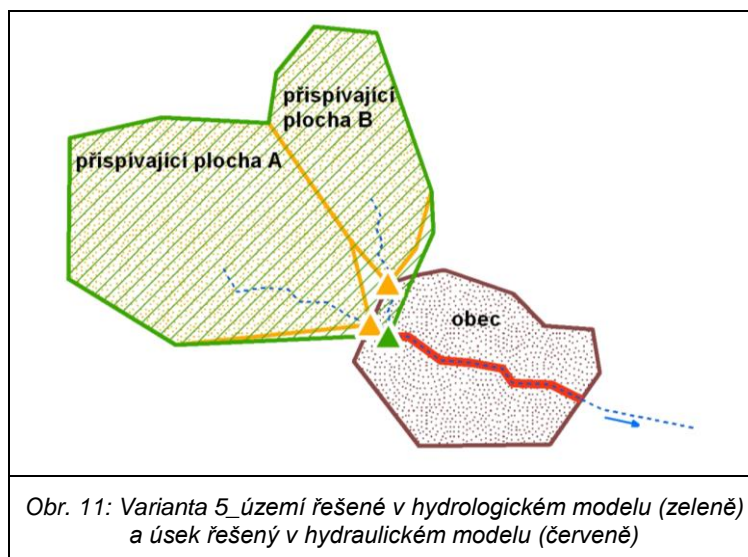 přispívající
plocha B
přispívající plocha A
obec
Obr. 11: Varianta 5_území řešené v hydrologickém modelu (zeleně)
a úsek řešený v hydraulickém modelu (červeně)